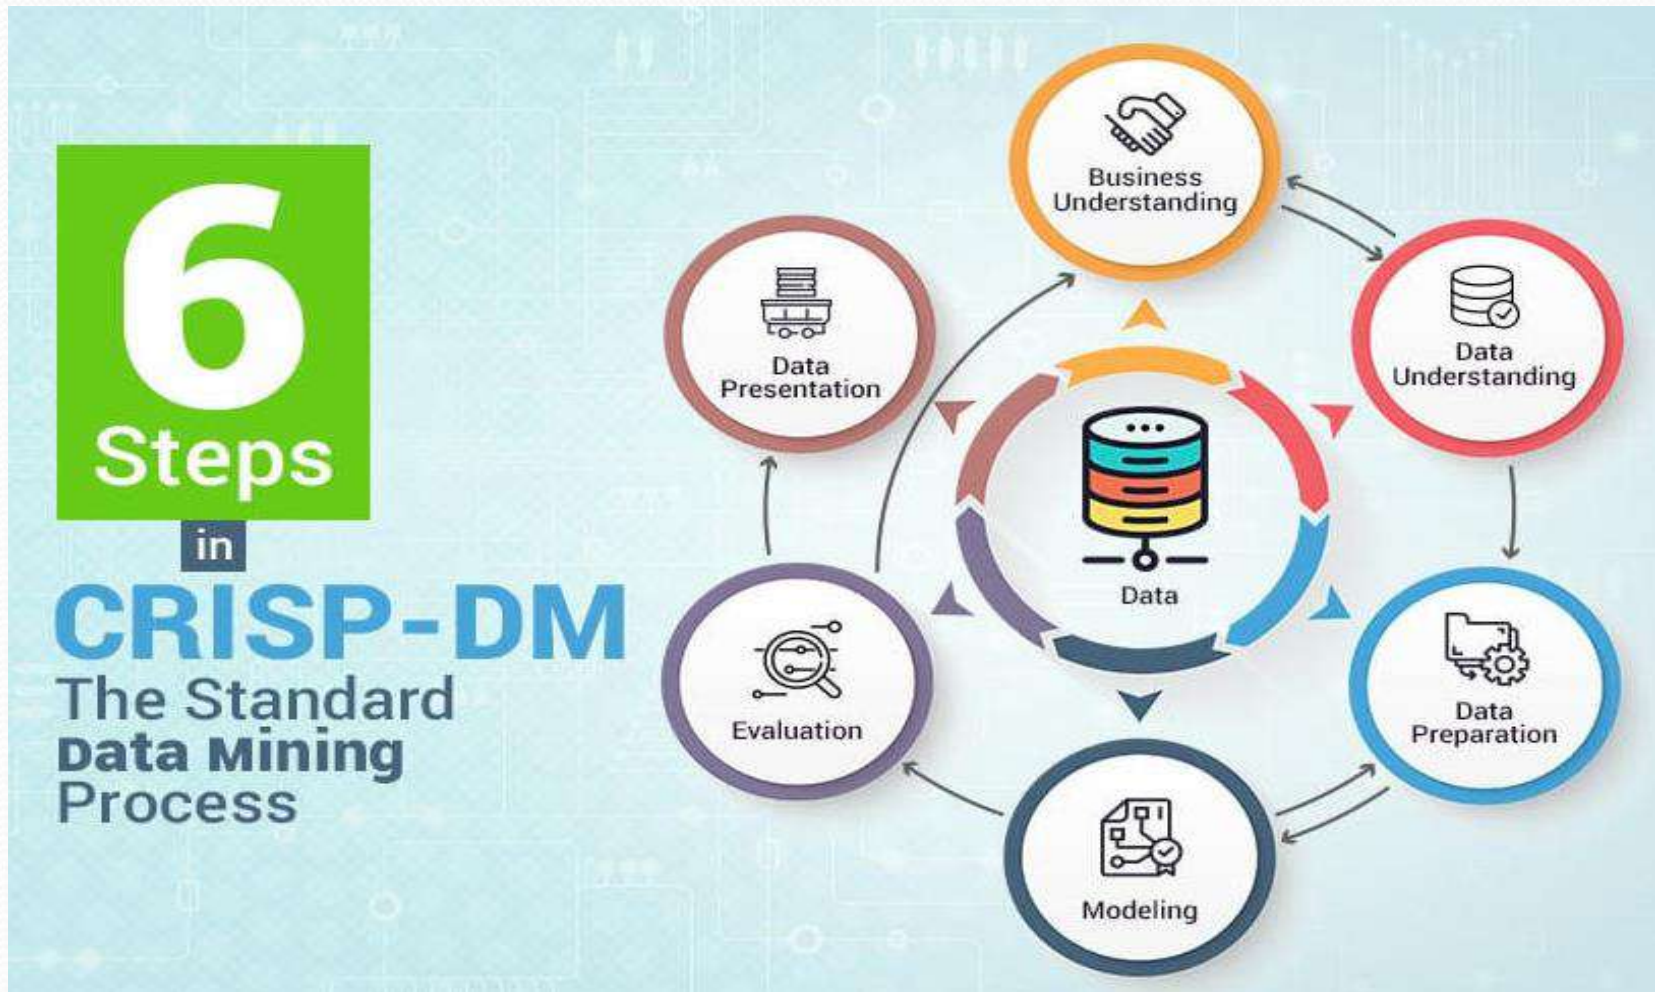 6
Steps
in
CRISP-DM
The Standard
Data Mining
Process
Business
Understanding
Data
Understanding
Data
Preparation
Modeling
Evaluation
Data
Presentation
Data